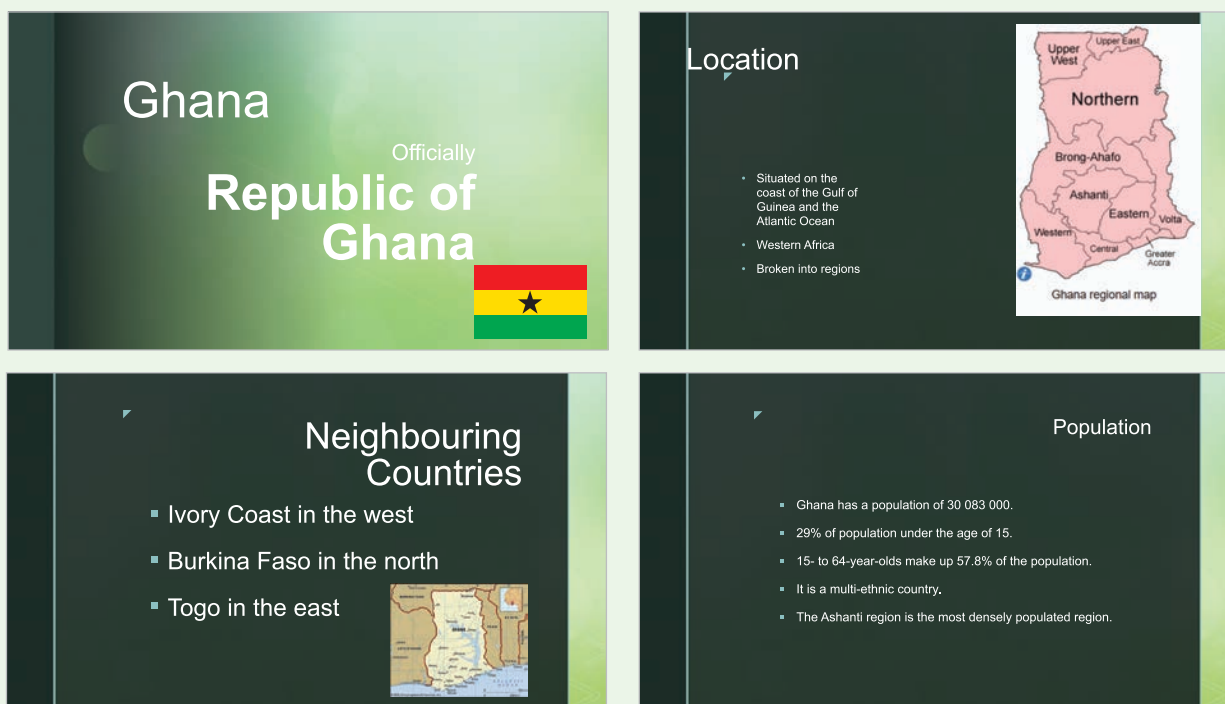 Ghana
Officially
Republic of
Ghana
Location
• Situated on the
coast of the Gulf of
Guinea and the
Atlantic Ocean
• Western Africa
• Broken into regions
Upper East
Upper
West
Northern
Brong-Ahafo
Ashanti
Eastern
Volta
Western
Central
Greater
Accra
i
Ghana regional map
Neighbouring
Countries
▪ Ivory Coast in the west
▪ Burkina Faso in the north
▪ Togo in the east
Population
▪ Ghana has a population of 30 083 000.
▪ 29% of population under the age of 15.
▪ 15- to 64-year-olds make up 57.8% of the population.
▪ It is a multi-ethnic country.
▪ The Ashanti region is the most densely populated region.